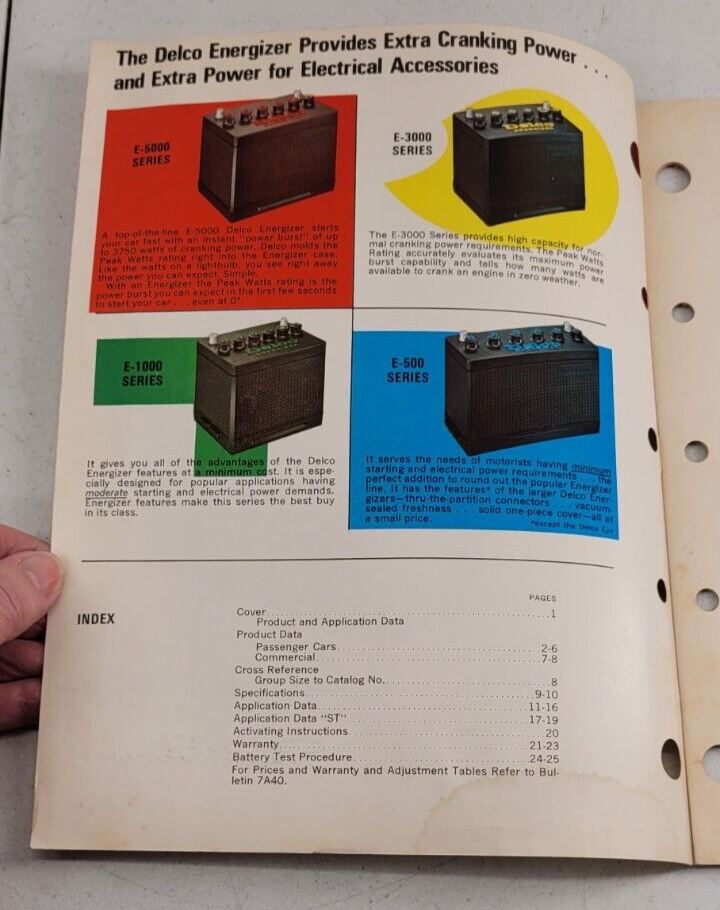 The Delco Energizer Provides Extra Cranking Power . . .
and Extra Power for Electrical Accessories
E-5000
SERIES
A top-of-the-line E-5000 Delco Energizer starts
your car fast with an instant "power burst" of up
to 3750 watts of cranking power. Delco molds the
Peak Watts rating right into the Energizer case.
Like the watts on a lightbulb, you see right away
the power you can expect. Simple.
With an Energizer the Peak Watts rating is the
power burst you can expect in the first few seconds
to start your car . . . even at 0°.
E-3000
SERIES
Delco
The E-3000 Series provides high capacity for nor-
mal cranking power requirements. The Peak Watts
Rating accurately evaluates its maximum power
burst capability and tells how many watts are
available to crank an engine in zero weather.
E-1000
SERIES
It gives you all of the advantages of the Delco
Energizer features at a minimum cost. It is espe-
cially designed for popular applications having
moderate starting and electrical power demands.
Energizer features make this series the best buy
in its class.
E-500
SERIES
It serves the needs of motorists having minimum
starting and electrical power requirements . . . the
perfect addition to round out the popular Energizer
line. It has the features* of the larger Delco Ener-
gizers—thru-the-partition connectors . . . vacuum-
sealed freshness . . . solid one-piece cover—all at
a small price.
*except the Delco Eye
INDEX
PAGES
Cover 1
Product and Application Data
Product Data
Passenger Cars 2-6
Commercial 7-8
Cross Reference
Group Size to Catalog No. 8
Specifications 9-10
Application Data 11-16
Application Data "ST" 17-19
Activating Instructions 20
Warranty 21-23
Battery Test Procedure 24-25
For Prices and Warranty and Adjustment Tables Refer to Bul-
letin 7A40.